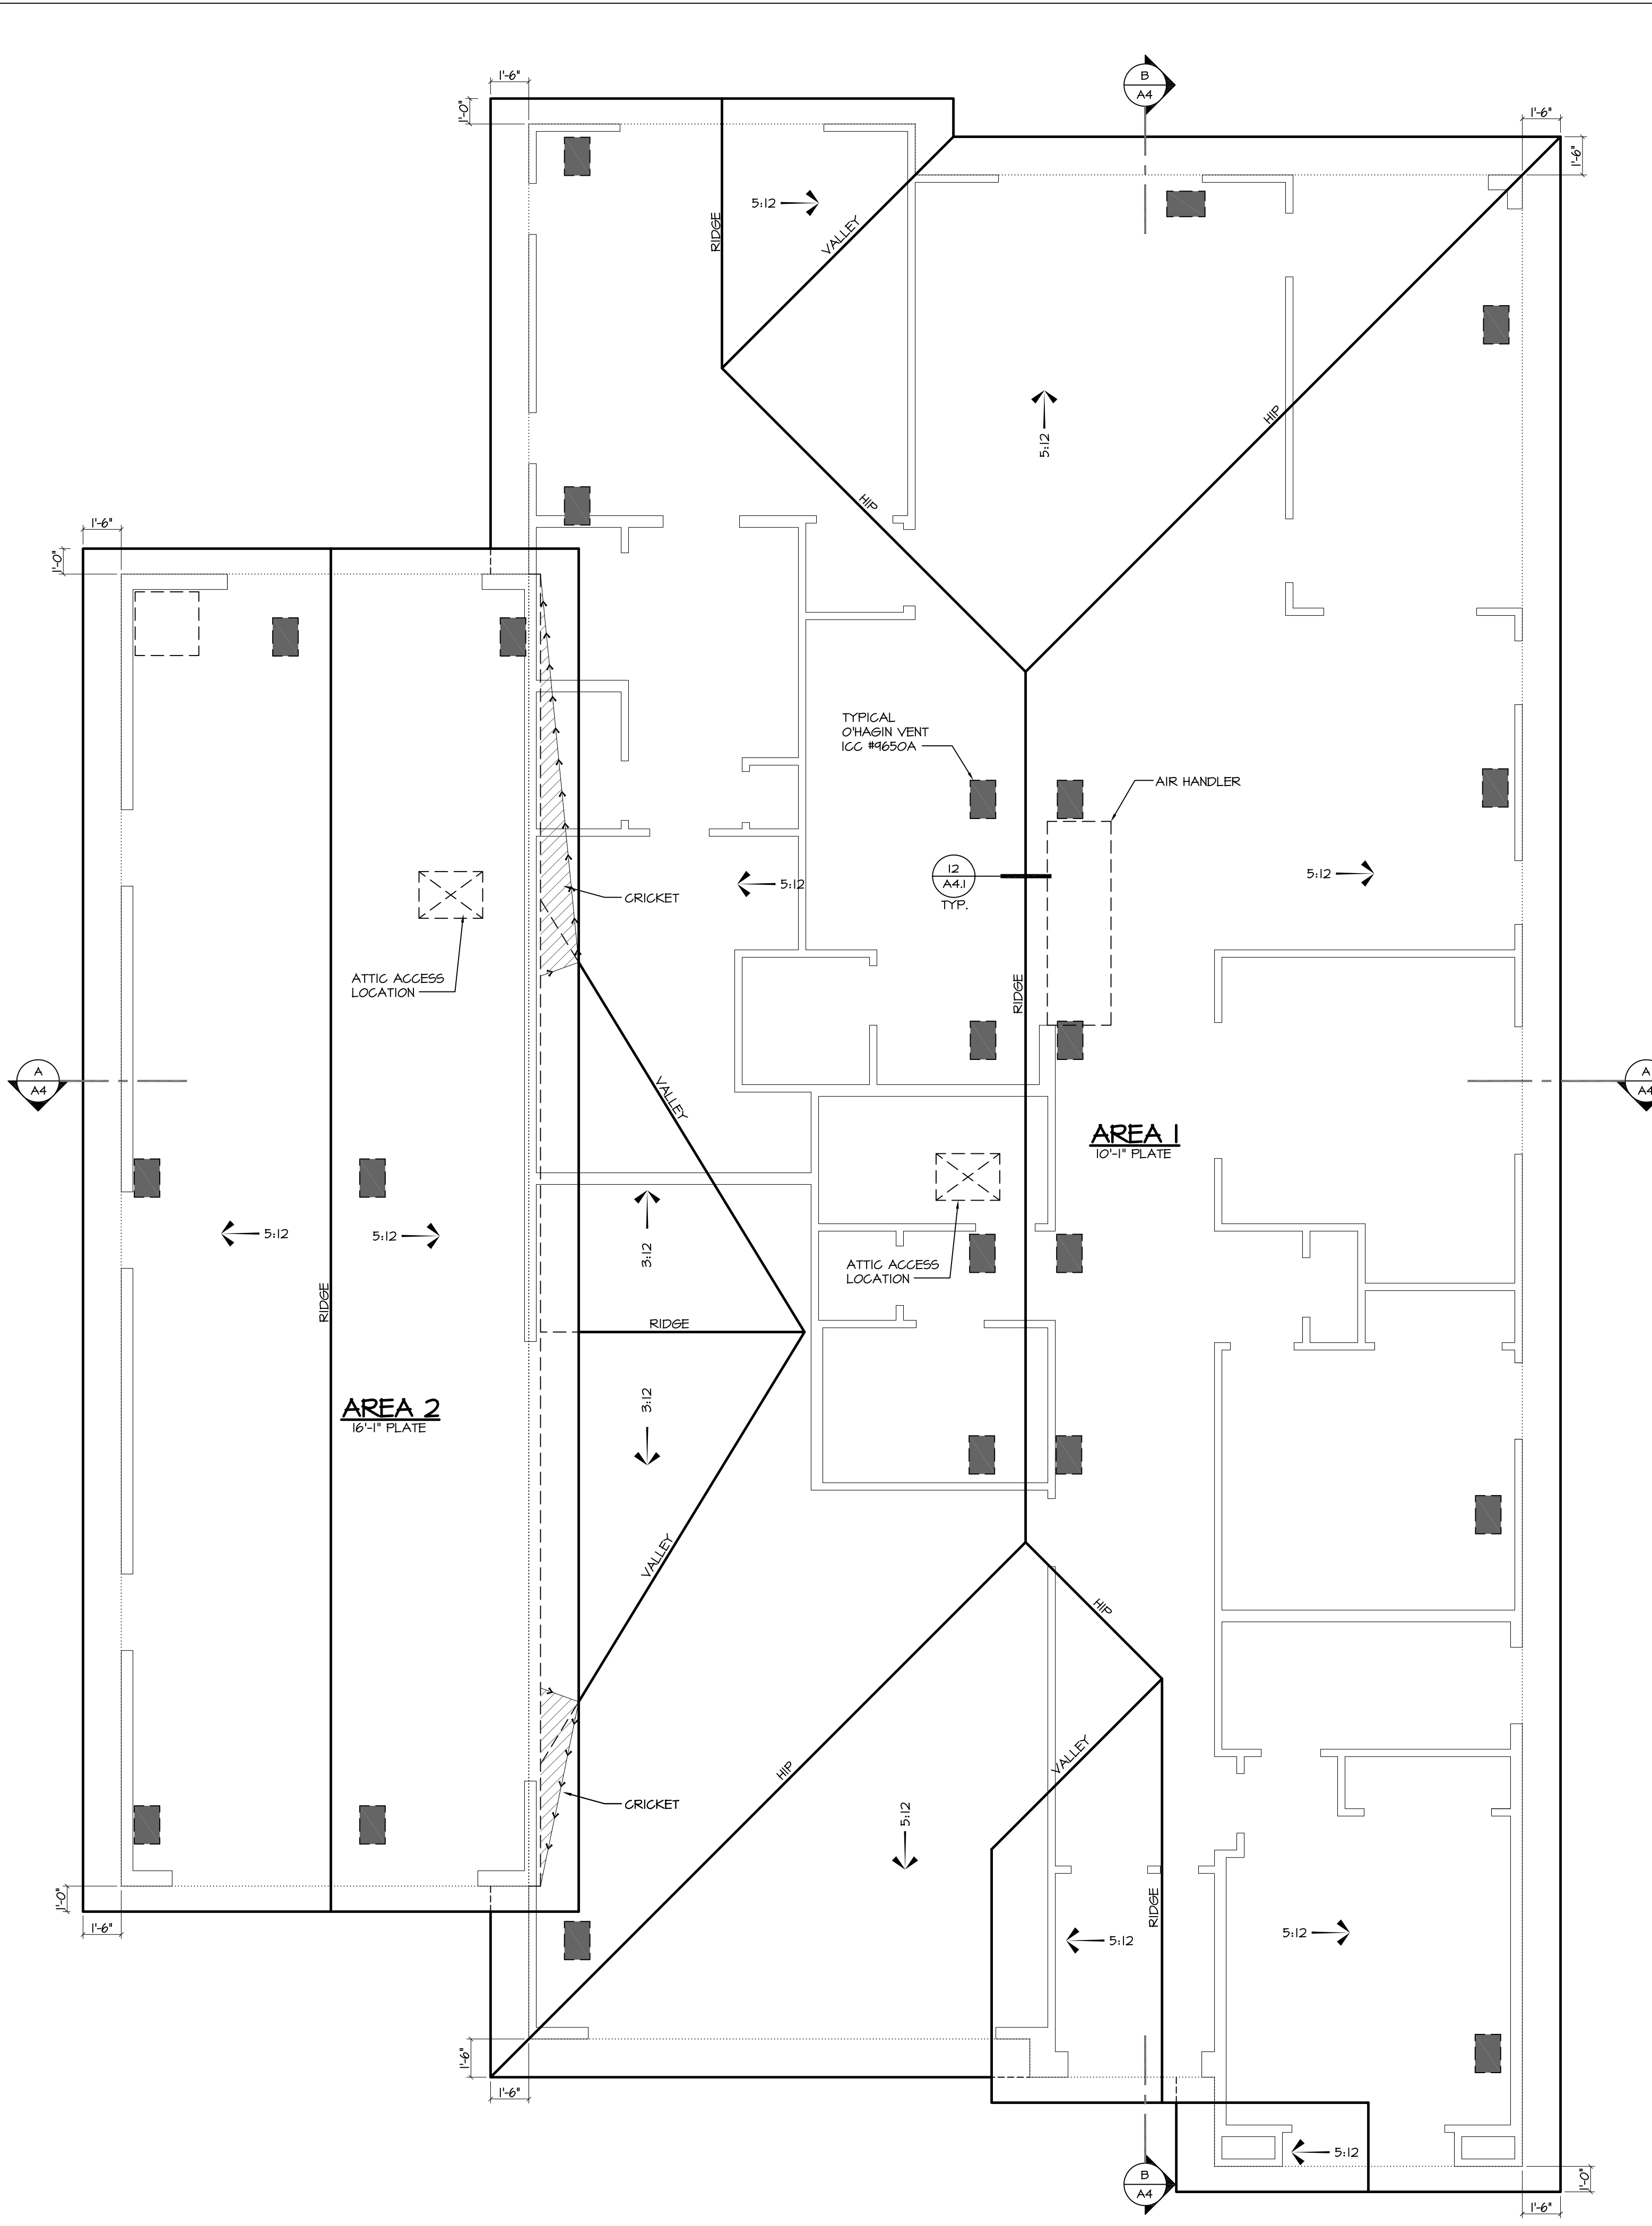 B
A4
1'-6"
1'-0"
1'-6"
1'-6"
5:12
RIDGE
VALLEY
HIP
5:12
HIP
1'-6"
1'-0"
TYPICAL
O'HAGIN VENT
ICC #9650A
AIR HANDLER
12
A4.1
TYP.
5:12
5:12
CRICKET
ATTIC ACCESS
LOCATION
RIDGE
A
A4
A
A4
VALLEY
AREA 1
10'-1" PLATE
5:12
5:12
3:12
ATTIC ACCESS
LOCATION
RIDGE
RIDGE
3:12
AREA 2
16'-1" PLATE
VALLEY
HIP
VALLEY
HIP
CRICKET
5:12
1'-0"
1'-6"
RIDGE
5:12
5:12
1'-6"
1'-6"
5:12
B
A4
1'-0"
1'-6"